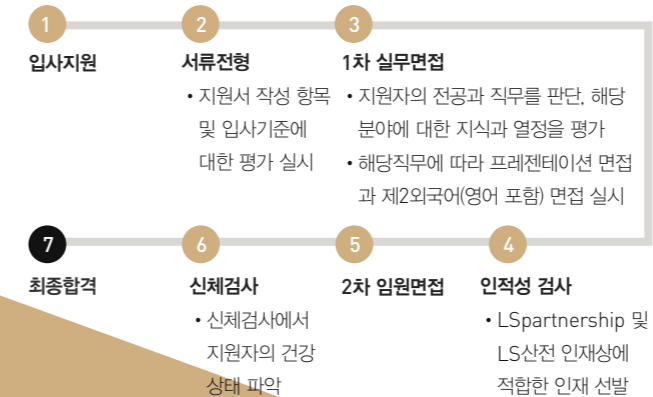 1
입사지원
2
서류전형
• 지원서 작성 항목
및 입사기준에
대한 평가 실시
3
1차 실무면접
• 지원자의 전공과 직무를 판단, 해당
분야에 대한 지식과 열정을 평가
• 해당직무에 따라 프레젠테이션 면접
과 제2외국어(영어 포함) 면접 실시
4
인적성 검사
• LSpartnership 및
LS산전 인재상에
적합한 인재 선발
5
2차 임원면접
6
신체검사
• 신체검사에서
지원자의 건강
상태 파악
7
최종합격